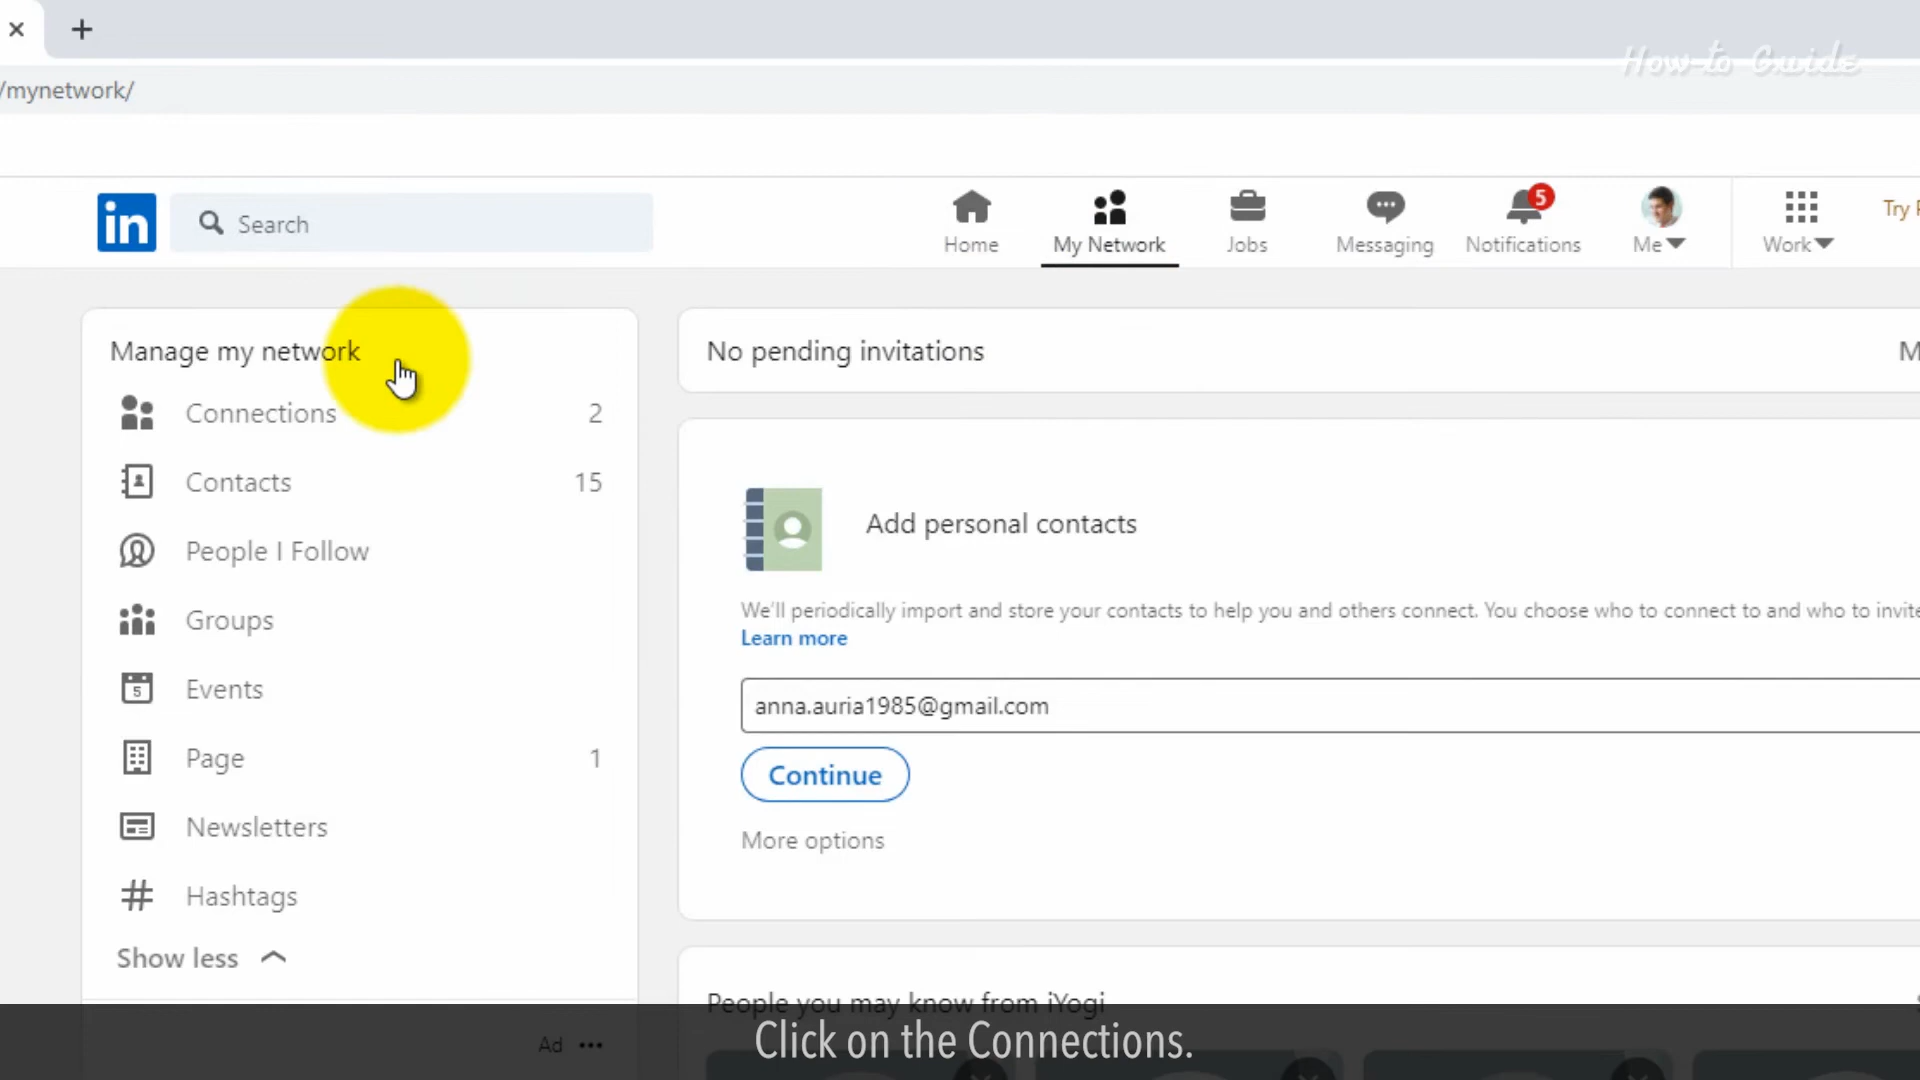 How-to Guide
/mynetwork/
in
Search
Home
My Network
Jobs
Messaging
5
Notifications
Me
Work
Try
Manage my network
Connections 2
Contacts 15
People I Follow
Groups
5
Events
Page 1
Newsletters
# Hashtags
Show less
Ad
No pending invitations
M
Add personal contacts
We'll periodically import and store your contacts to help you and others connect. You choose who to connect to and who to invite
Learn more
anna.auria1985@gmail.com
Continue
More options
People you may know from iYogi
Click on the Connections.